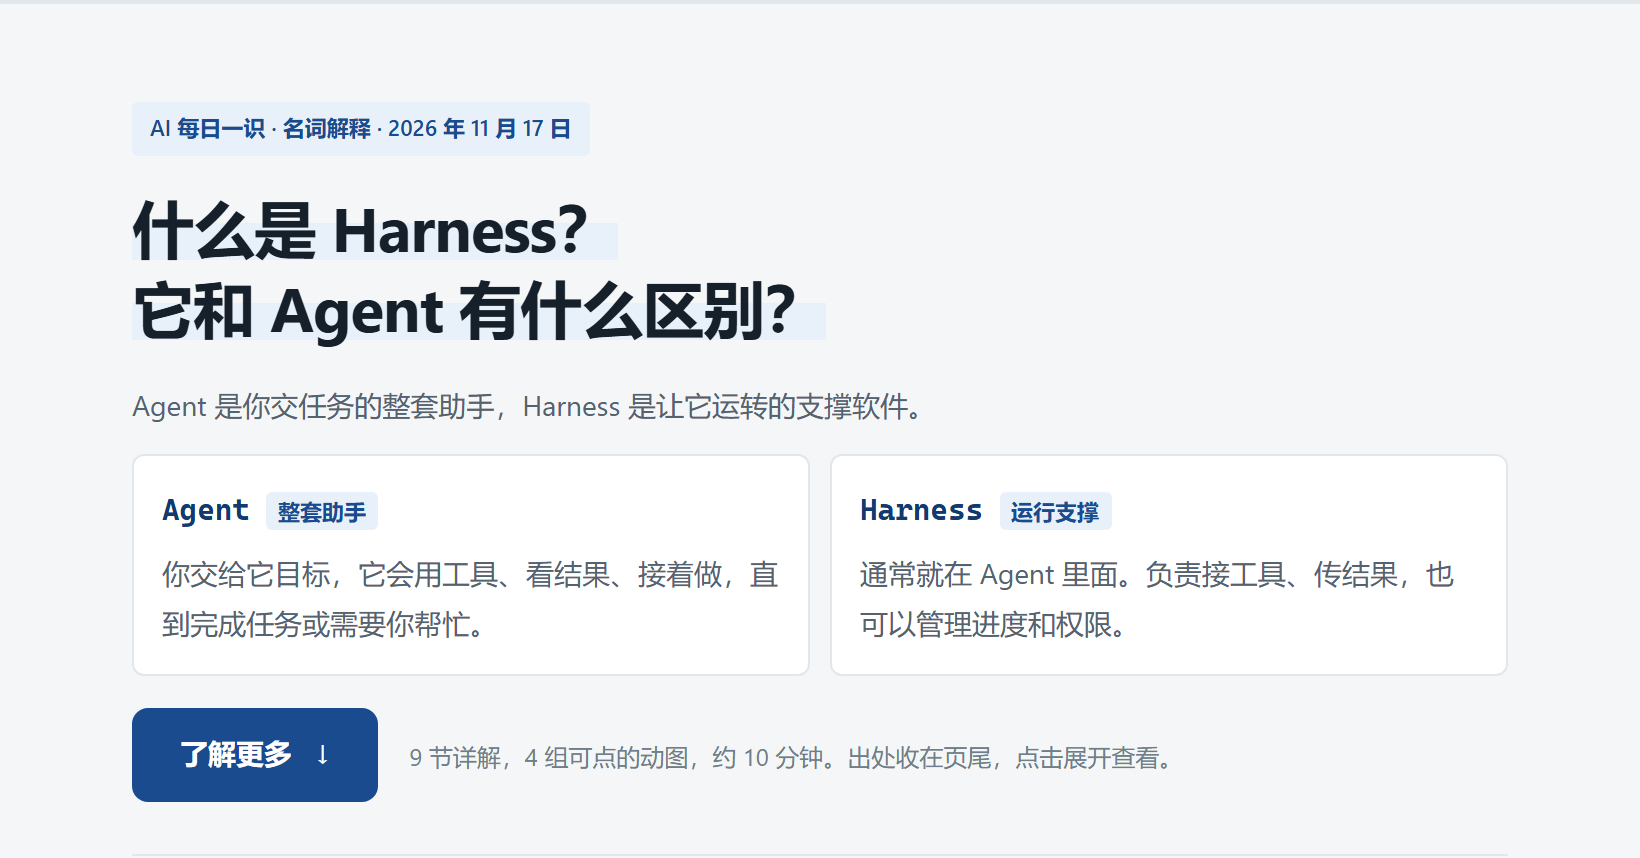 AI 每日一识 · 名词解释 · 2026 年 11 月 17 日
什么是 Harness？
它和 Agent 有什么区别？
Agent 是你交任务的整套助手，Harness 是让它运转的支撑软件。
Agent 整套助手
你交给它目标，它会用工具、看结果、接着做，直
到完成任务或需要你帮忙。
Harness 运行支撑
通常就在 Agent 里面。负责接工具、传结果，也
可以管理进度和权限。
了解更多 ↓
9 节详解，4 组可点的动图，约 10 分钟。出处收在页尾，点击展开查看。